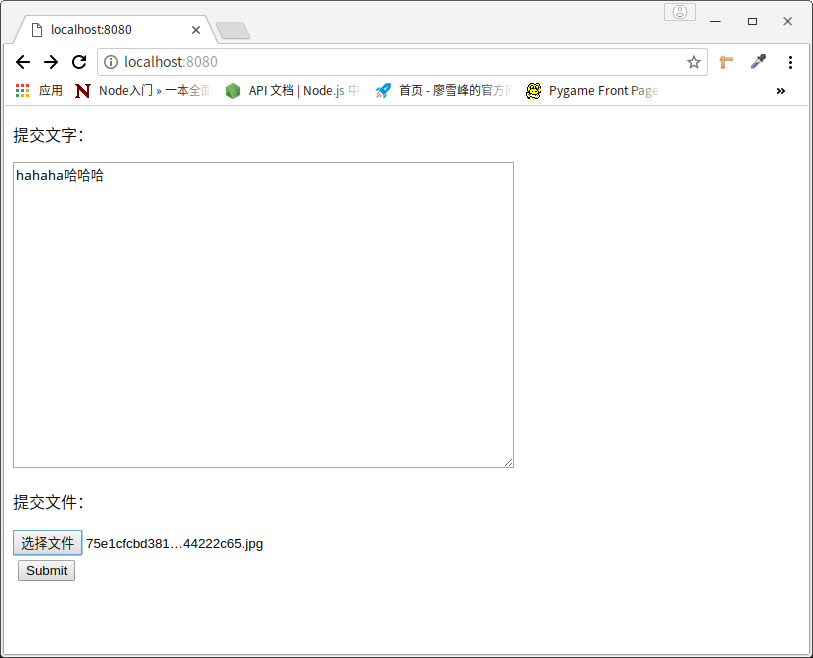 localhost:8080
localhost:8080
应用 Node入门 » 一本全面 API 文档 | Node.js 中 首页 - 廖雪峰的官方网 Pygame Front Page »
提交文字：
hahaha哈哈哈
提交文件：
选择文件 75e1cfcbd381…44222c65.jpg
Submit